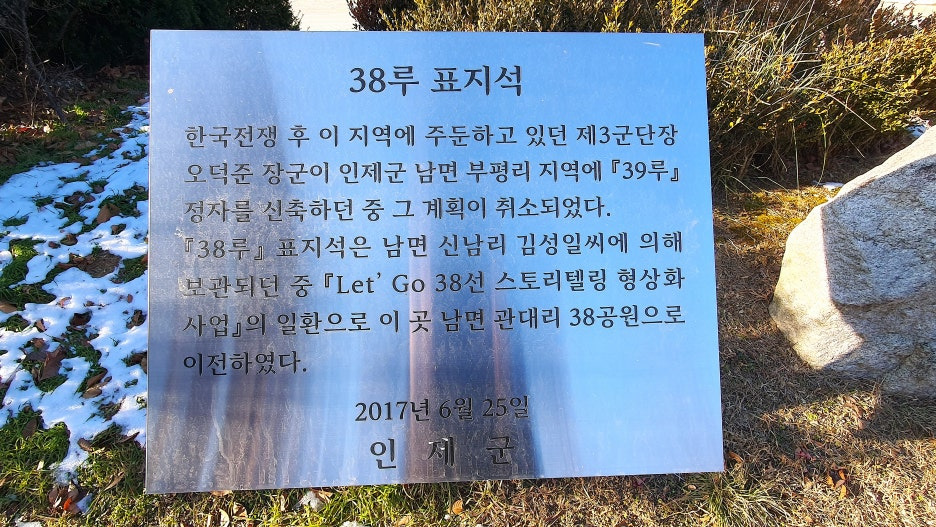 38루 표지석
한국전쟁 후 이 지역에 주둔하고 있던 제3군단장
오덕준 장군이 인제군 남면 부평리 지역에 『39루』
정자를 신축하던 중 그 계획이 취소되었다.
『38루』 표지석은 남면 신남리 김성일씨에 의해
보관되던 중 『Let’ Go 38선 스토리텔링 형상화
사업』의 일환으로 이 곳 남면 관대리 38공원으로
이전하였다.
2017년 6월 25일
인 제 군